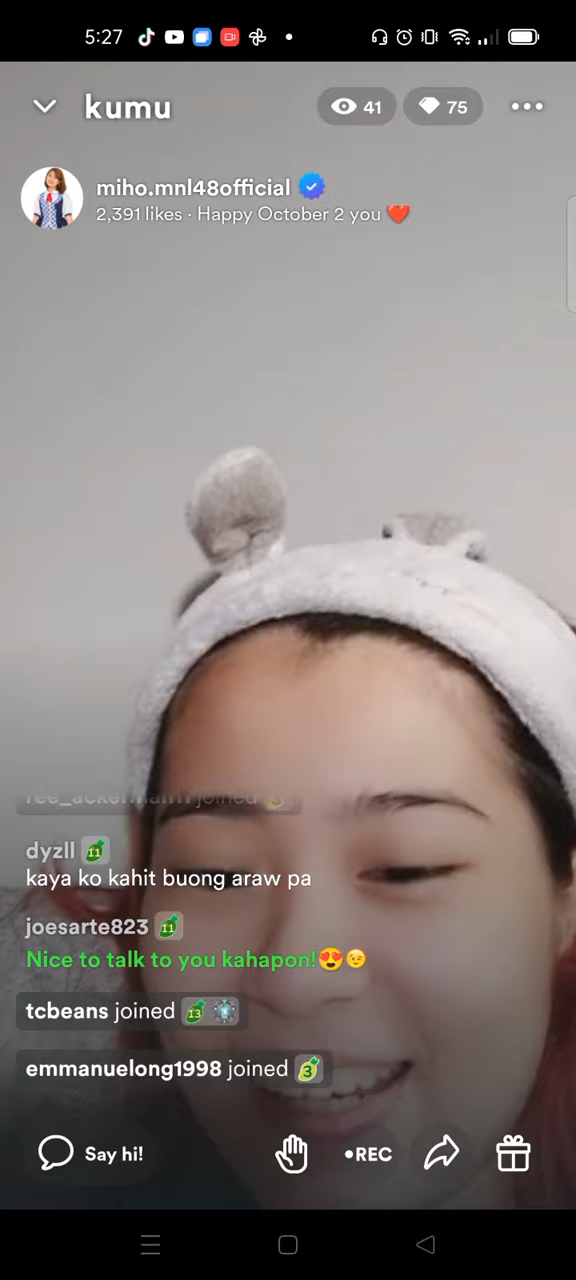 5:27
kumu
41
75
miho.mnl48official
2,391 likes · Happy October 2 you ❤️
joined
dyzll 11
kaya ko kahit buong araw pa
joesarte823 11
Nice to talk to you kahapon!😍😉
tcbeans joined 13
emmanuelong1998 joined 3
Say hi!
•REC